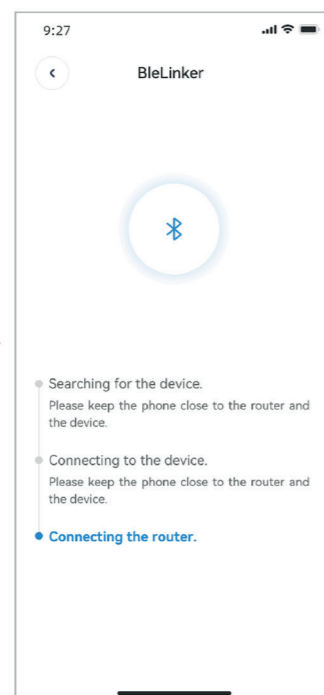 9:27
BleLinker
Searching for the device.
Please keep the phone close to the router and
the device.
Connecting to the device.
Please keep the phone close to the router and
the device.
Connecting the router.